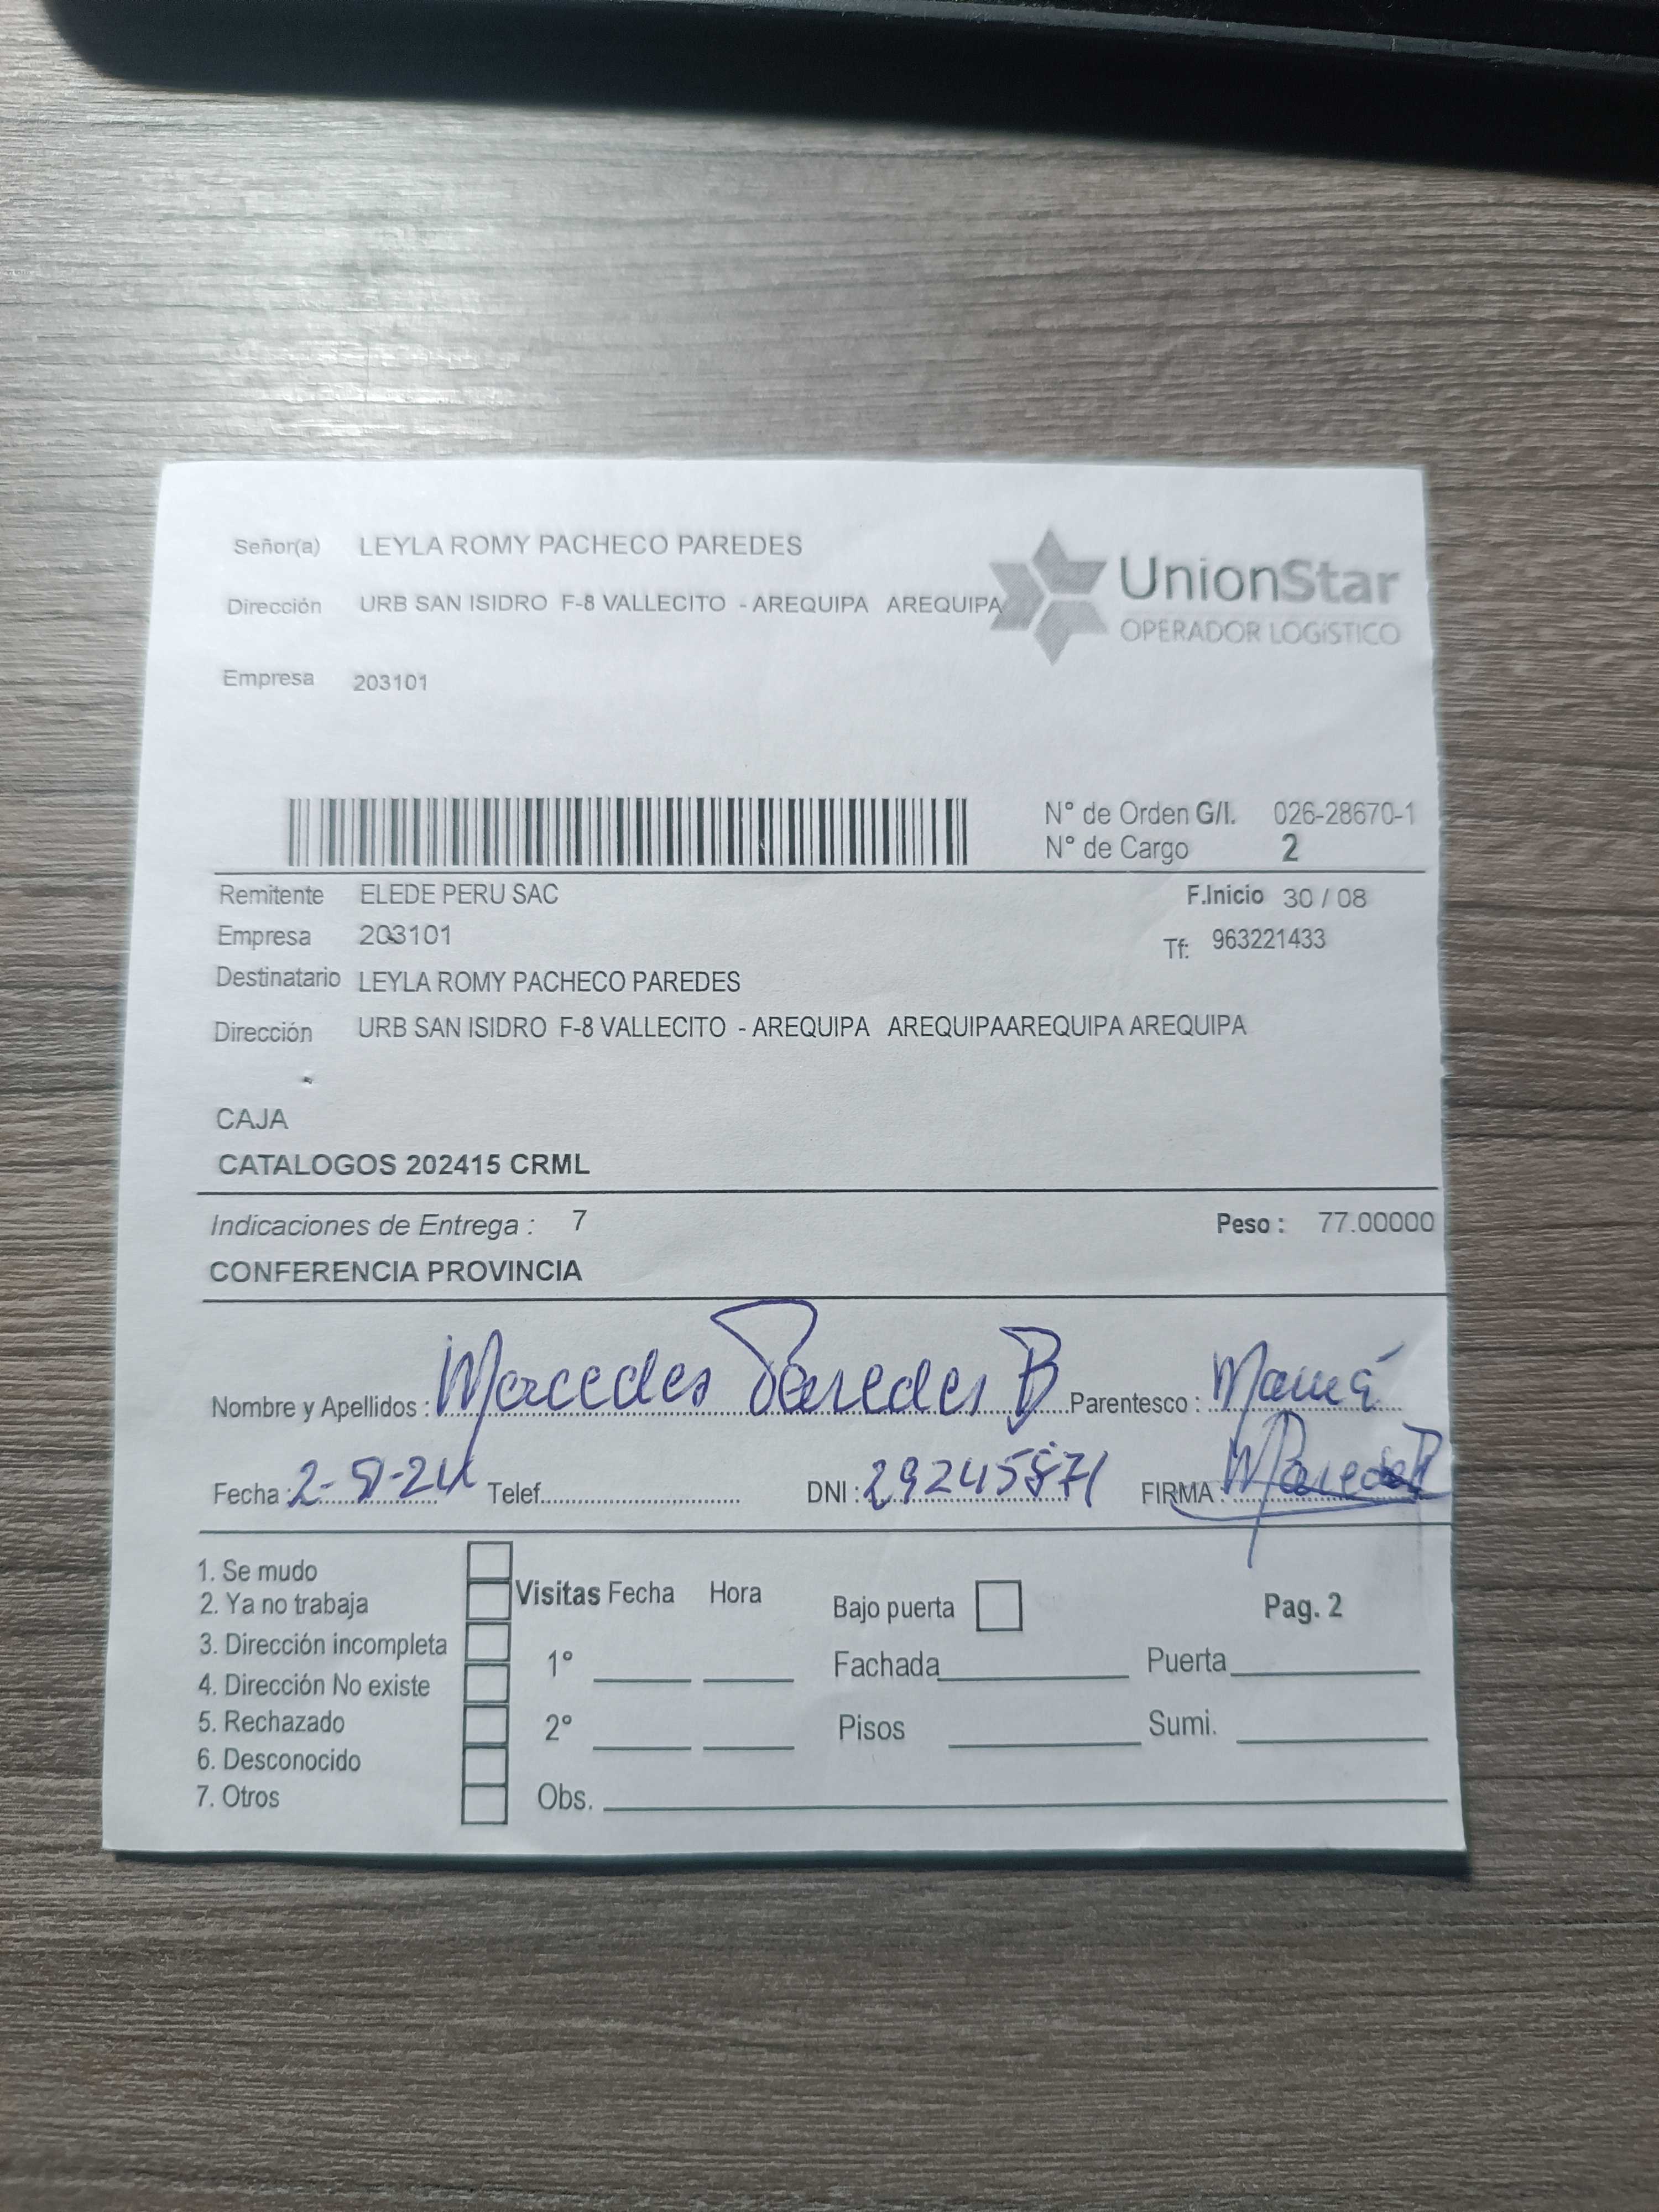 Señor(a) LEYLA ROMY PACHECO PAREDES
Dirección URB SAN ISIDRO F-8 VALLECITO - AREQUIPA AREQUIPA
UnionStar
OPERADOR LOGÍSTICO
Empresa 203101
N° de Orden G/I. 026-28670-1
N° de Cargo 2
Remitente ELEDE PERU SAC F.Inicio 30 / 08
Empresa 203101 Tf: 963221433
Destinatario LEYLA ROMY PACHECO PAREDES
Dirección URB SAN ISIDRO F-8 VALLECITO - AREQUIPA AREQUIPAAREQUIPA AREQUIPA
CAJA
CATALOGOS 202415 CRML
Indicaciones de Entrega : 7 Peso : 77.00000
CONFERENCIA PROVINCIA
Nombre y Apellidos : Mercedes Paredes B Parentesco : Mamá
Fecha : Telef. DNI : 29245871 FIRMA : MParedesB
1. Se mudo
2. Ya no trabaja
3. Dirección incompleta
4. Dirección No existe
5. Rechazado
6. Desconocido
7. Otros
Visitas Fecha Hora
1°
2°
Obs.
Bajo puerta Pag. 2
Fachada Puerta
Pisos Sumi.